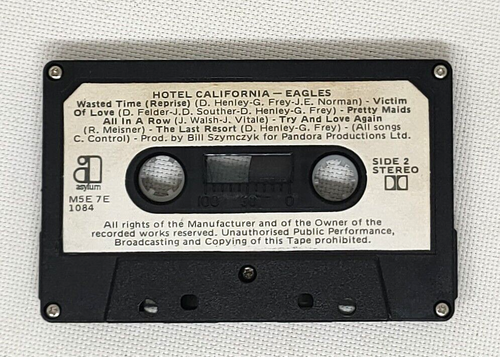 HOTEL CALIFORNIA — EAGLES
Wasted Time (Reprise) (D. Henley-G. Frey-J.E. Norman) - Victim
Of Love (D. Felder-J.D. Souther-D. Henley-G. Frey) - Pretty Maids
All In A Row (J. Walsh-J. Vitale) - Try And Love Again
(R. Meisner) - The Last Resort (D. Henley-G. Frey) - (All songs
C. Control) - Prod. by Bill Szymczyk for Pandora Productions Ltd.
a
asylum
M5E 7E
1084
100 50 0
SIDE 2
STEREO
All rights of the Manufacturer and of the Owner of the
recorded works reserved. Unauthorised Public Performance,
Broadcasting and Copying of this Tape prohibited.